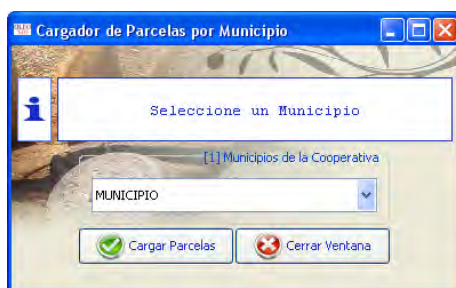 Cargador de Parcelas por Municipio
Seleccione un Municipio
[1] Municipios de la Cooperativa
MUNICIPIO
Cargar Parcelas
Cerrar Ventana